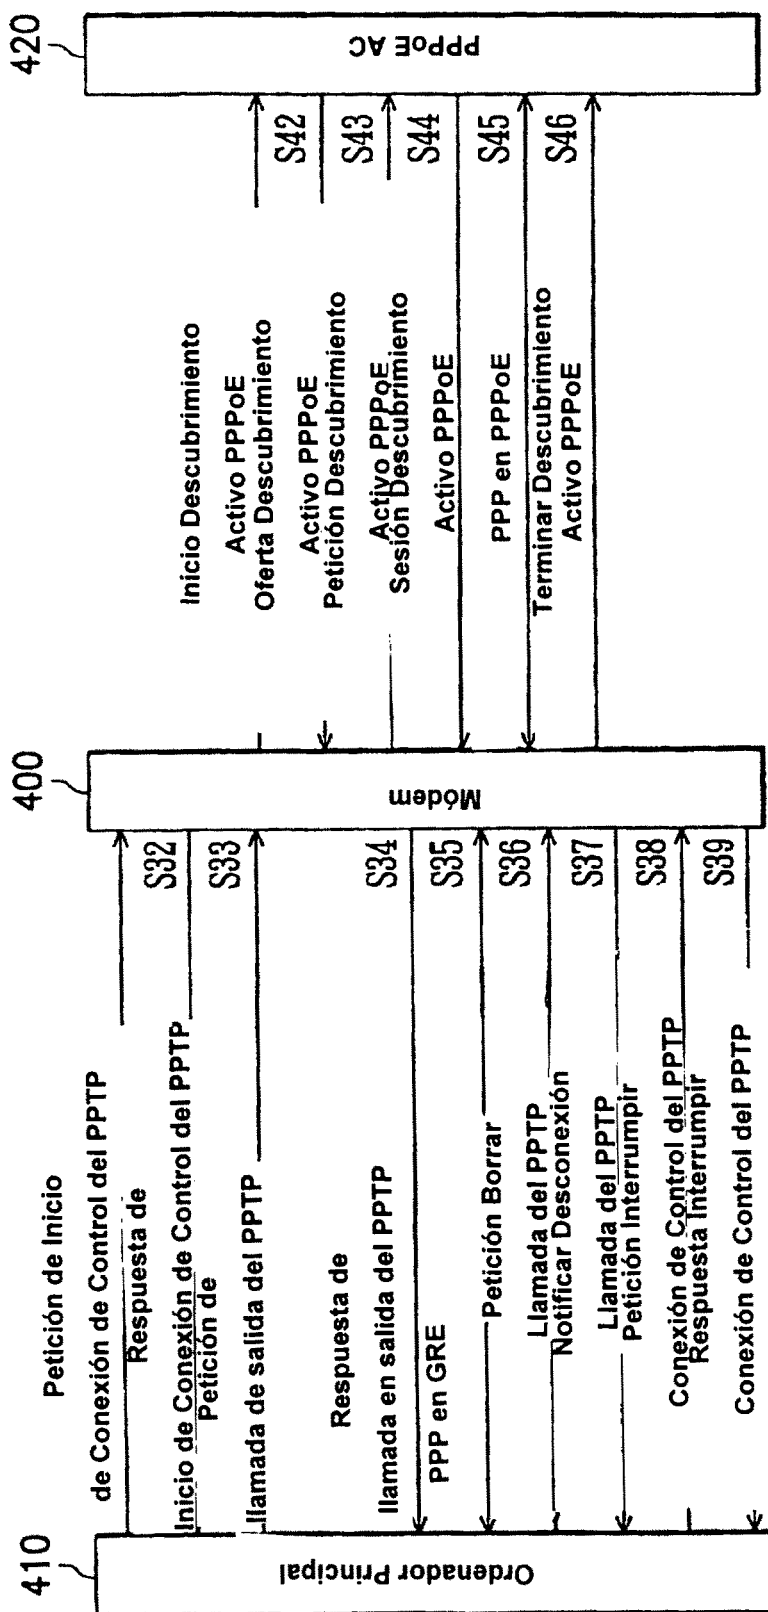 410
400
420
Ordenador Principal
Módem
PPPoE AC
Petición de Inicio
de Conexión de Control del PPTP
Respuesta de
S32
Inicio de Conexión de Control del PPTP
Petición de
S33
llamada de salida del PPTP
Respuesta de
llamada en salida del PPTP
S34
PPP en GRE
S35
Petición Borrar
S36
Llamada del PPTP
Notificar Desconexión
S37
Llamada del PPTP
Petición Interrumpir
S38
Conexión de Control del PPTP
Respuesta Interrumpir
S39
Conexión de Control del PPTP
Inicio Descubrimiento
Activo PPPoE
Oferta Descubrimiento
S42
Activo PPPoE
Petición Descubrimiento
S43
Activo PPPoE
Sesión Descubrimiento
S44
Activo PPPoE
S45
PPP en PPPoE
S46
Terminar Descubrimiento
Activo PPPoE